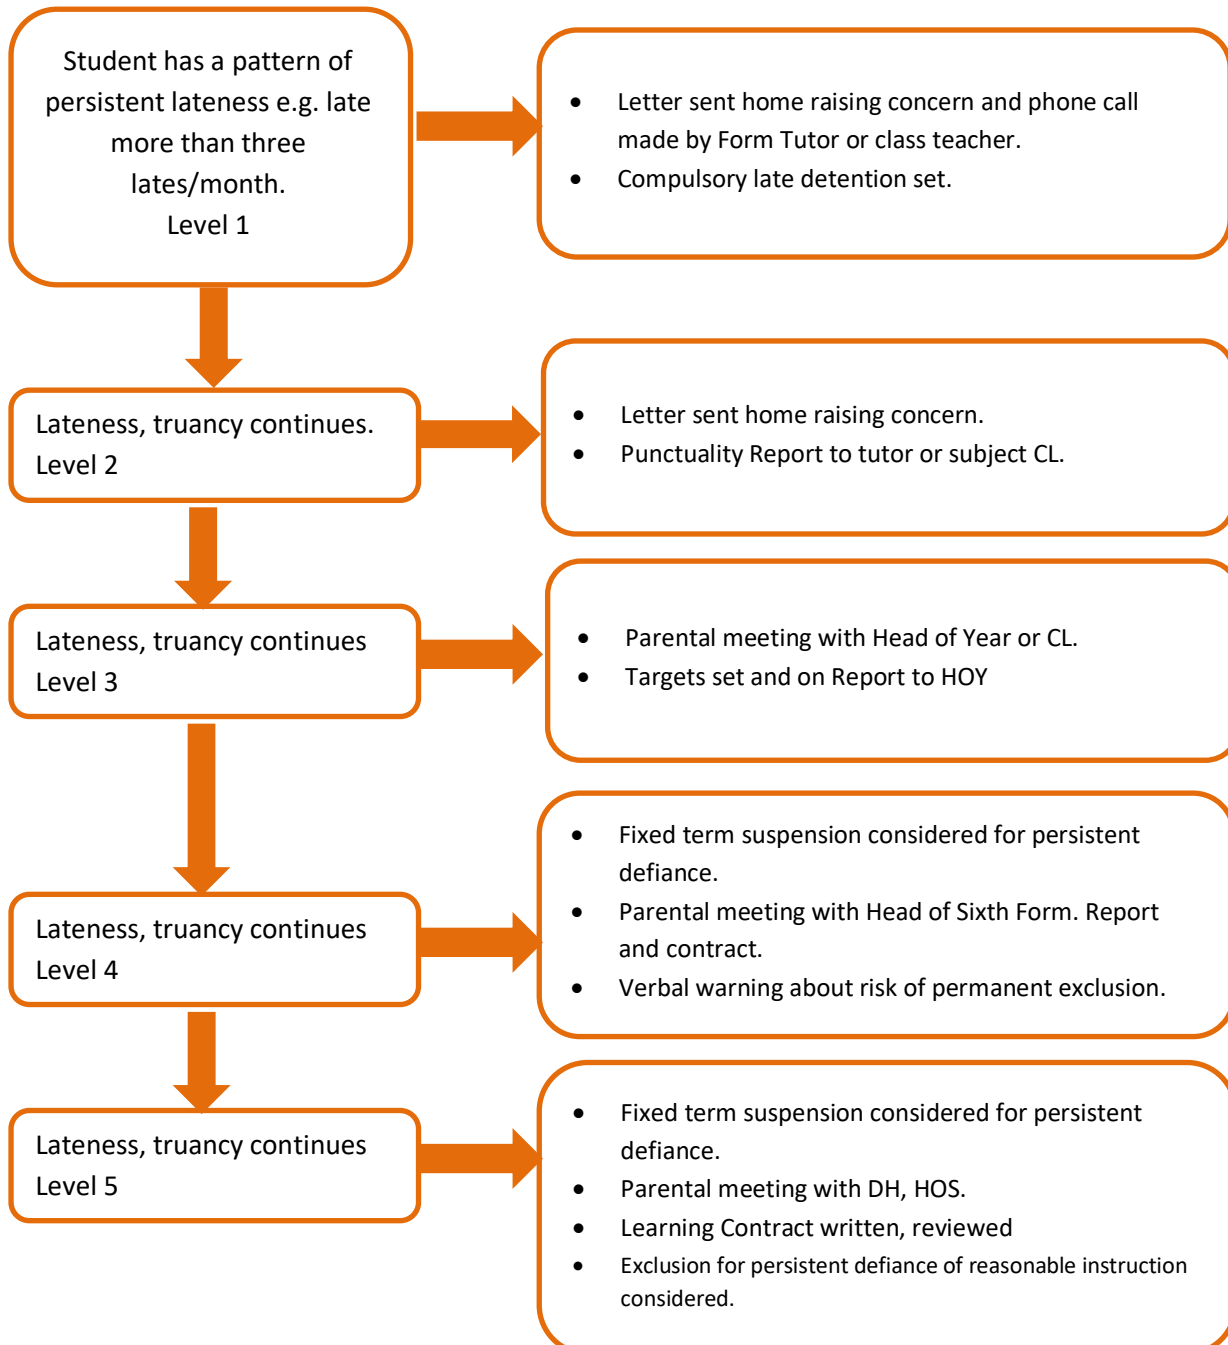 Student has a pattern of
persistent lateness e.g. late
more than three
lates/month.
Level 1
• Letter sent home raising concern and phone call
made by Form Tutor or class teacher.
• Compulsory late detention set.
Lateness, truancy continues.
Level 2
• Letter sent home raising concern.
• Punctuality Report to tutor or subject CL.
Lateness, truancy continues
Level 3
• Parental meeting with Head of Year or CL.
• Targets set and on Report to HOY
Lateness, truancy continues
Level 4
• Fixed term suspension considered for persistent
defiance.
• Parental meeting with Head of Sixth Form. Report
and contract.
• Verbal warning about risk of permanent exclusion.
Lateness, truancy continues
Level 5
• Fixed term suspension considered for persistent
defiance.
• Parental meeting with DH, HOS.
• Learning Contract written, reviewed
• Exclusion for persistent defiance of reasonable instruction
considered.